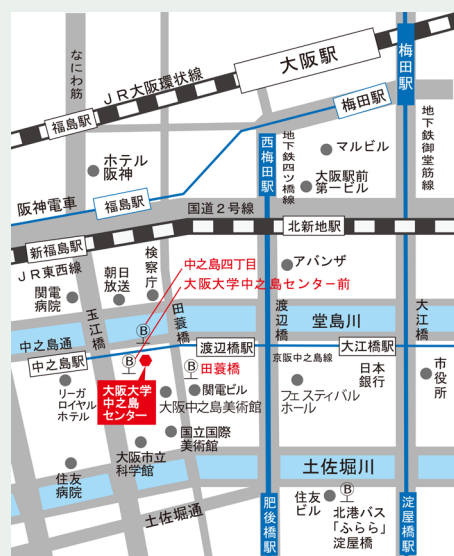 大阪駅
梅田駅
なにわ筋
JR大阪環状線
梅田駅
福島駅
地下鉄御堂筋線
西梅田駅
地下鉄四ツ橋線
マルビル
ホテル
阪神
大阪駅前
第一ビル
阪神電車
福島駅
国道2号線
北新地駅
新福島駅
JR東西線
検察庁
中之島四丁目
アバンザ
朝日
放送
大阪大学中之島センター前
関電
病院
玉江橋
田蓑橋
渡辺橋
堂島川
大江橋
B
中之島通
渡辺橋駅
大江橋駅
中之島駅
B
B
田蓑橋
京阪中之島線
日本
銀行
市役所
リーガ
ロイヤル
ホテル
大阪大学
中之島
センター
関電ビル
大阪中之島美術館
フェスティバル
ホール
国立国際
美術館
大阪市立
科学館
土佐堀川
住友
病院
土佐堀通
肥後橋駅
住友
ビル
B
北港バス
「ふらら」
淀屋橋
淀屋橋駅